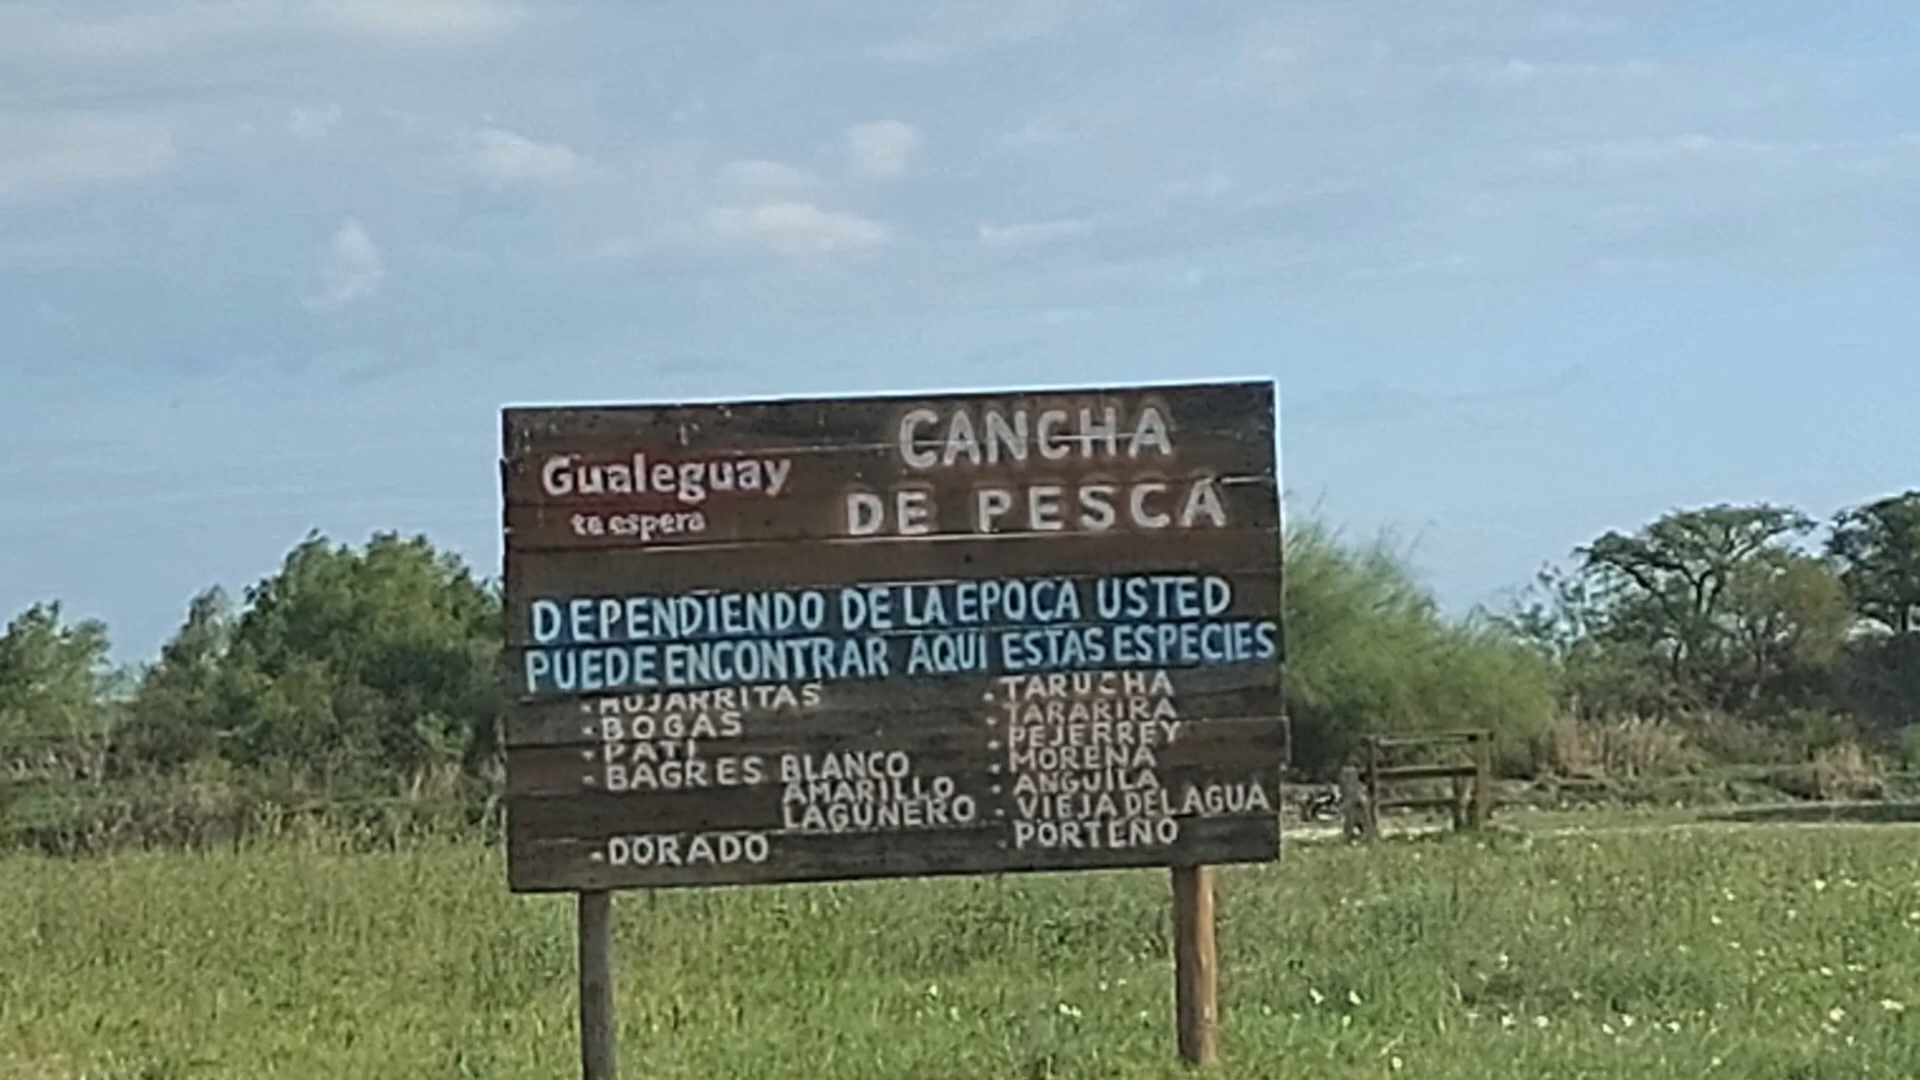 Gualeguay
te espera
CANCHA
DE PESCA
DEPENDIENDO DE LA EPOCA USTED
PUEDE ENCONTRAR AQUI ESTAS ESPECIES
-MOJARRITAS
-BOGAS
-PATI
-BAGRES BLANCO
AMARILLO
LAGUNERO
-DORADO
-TARUCHA
-TARARIRA
-PEJERREY
-MORENA
-ANGUILA
-VIEJA DEL AGUA
-PORTEÑO